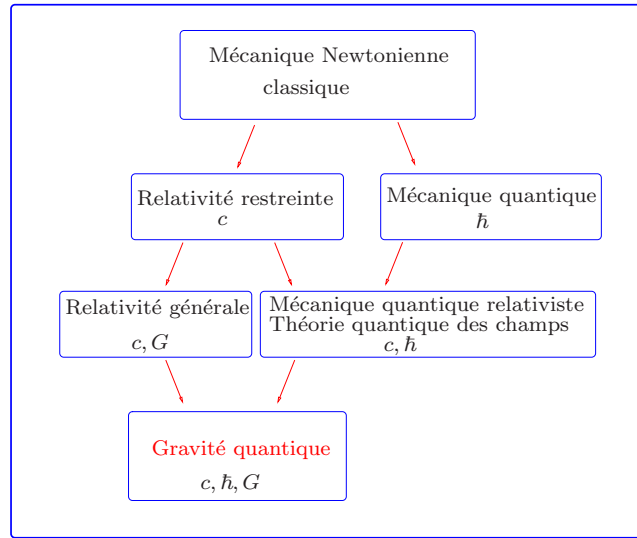 Mécanique Newtonienne
classique
Relativité restreinte
c
Mécanique quantique
ℏ
Relativité générale
c, G
Mécanique quantique relativiste
Théorie quantique des champs
c, ℏ
Gravité quantique
c, ℏ, G